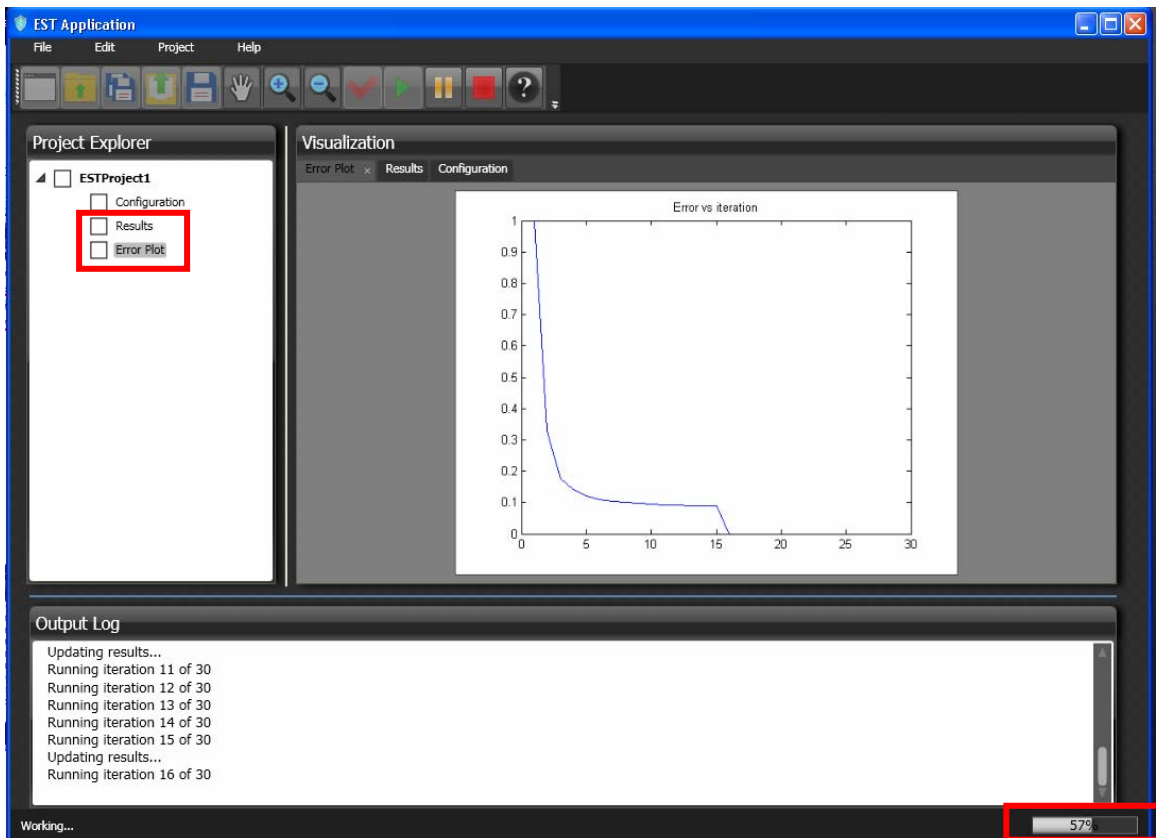 EST Application
File Edit Project Help
Project Explorer
ESTProject1
Configuration
Results
Error Plot
Visualization
Error Plot x Results Configuration
Error vs iteration
1
0.9
0.8
0.7
0.6
0.5
0.4
0.3
0.2
0.1
0
0 5 10 15 20 25 30
Output Log
Updating results...
Running iteration 11 of 30
Running iteration 12 of 30
Running iteration 13 of 30
Running iteration 14 of 30
Running iteration 15 of 30
Updating results...
Running iteration 16 of 30
Working...
57%